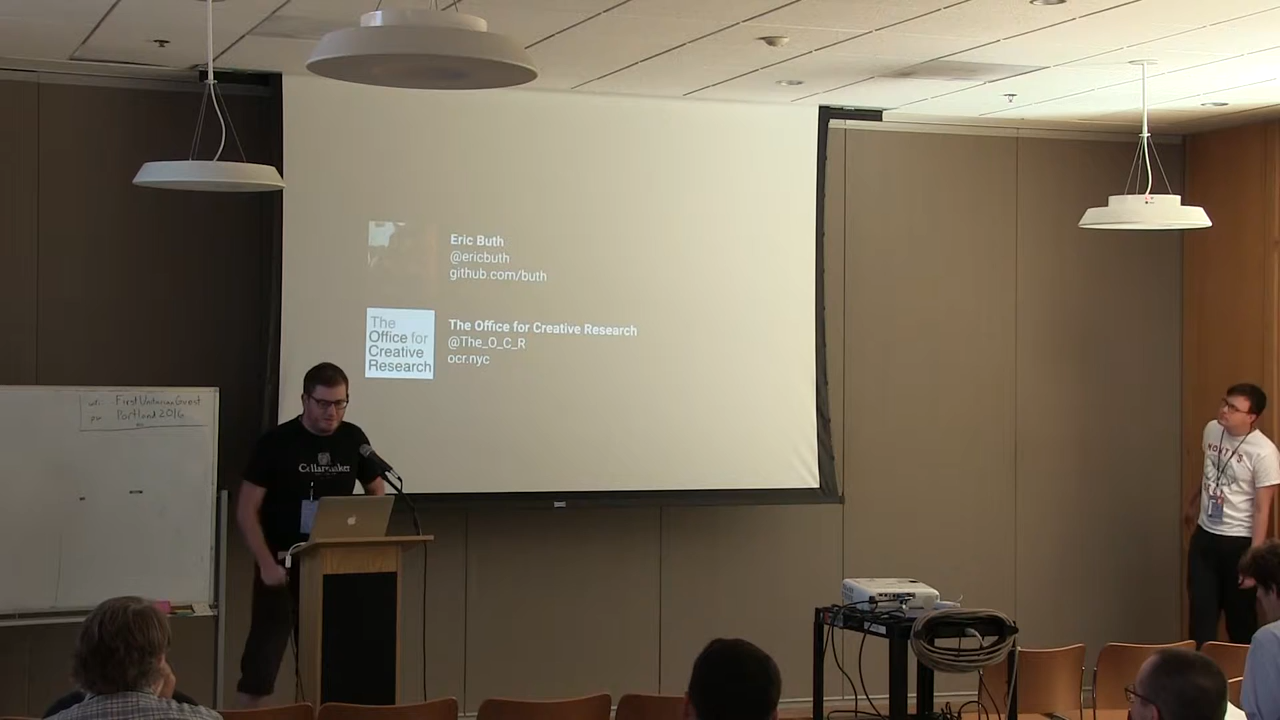 Eric Buth
@ericbuth
github.com/buth
The
Office for
Creative
Research
The Office for Creative Research
@The_O_C_R
ocr.nyc
First Unitarian Guest
Portland 2016
Cellarmaker